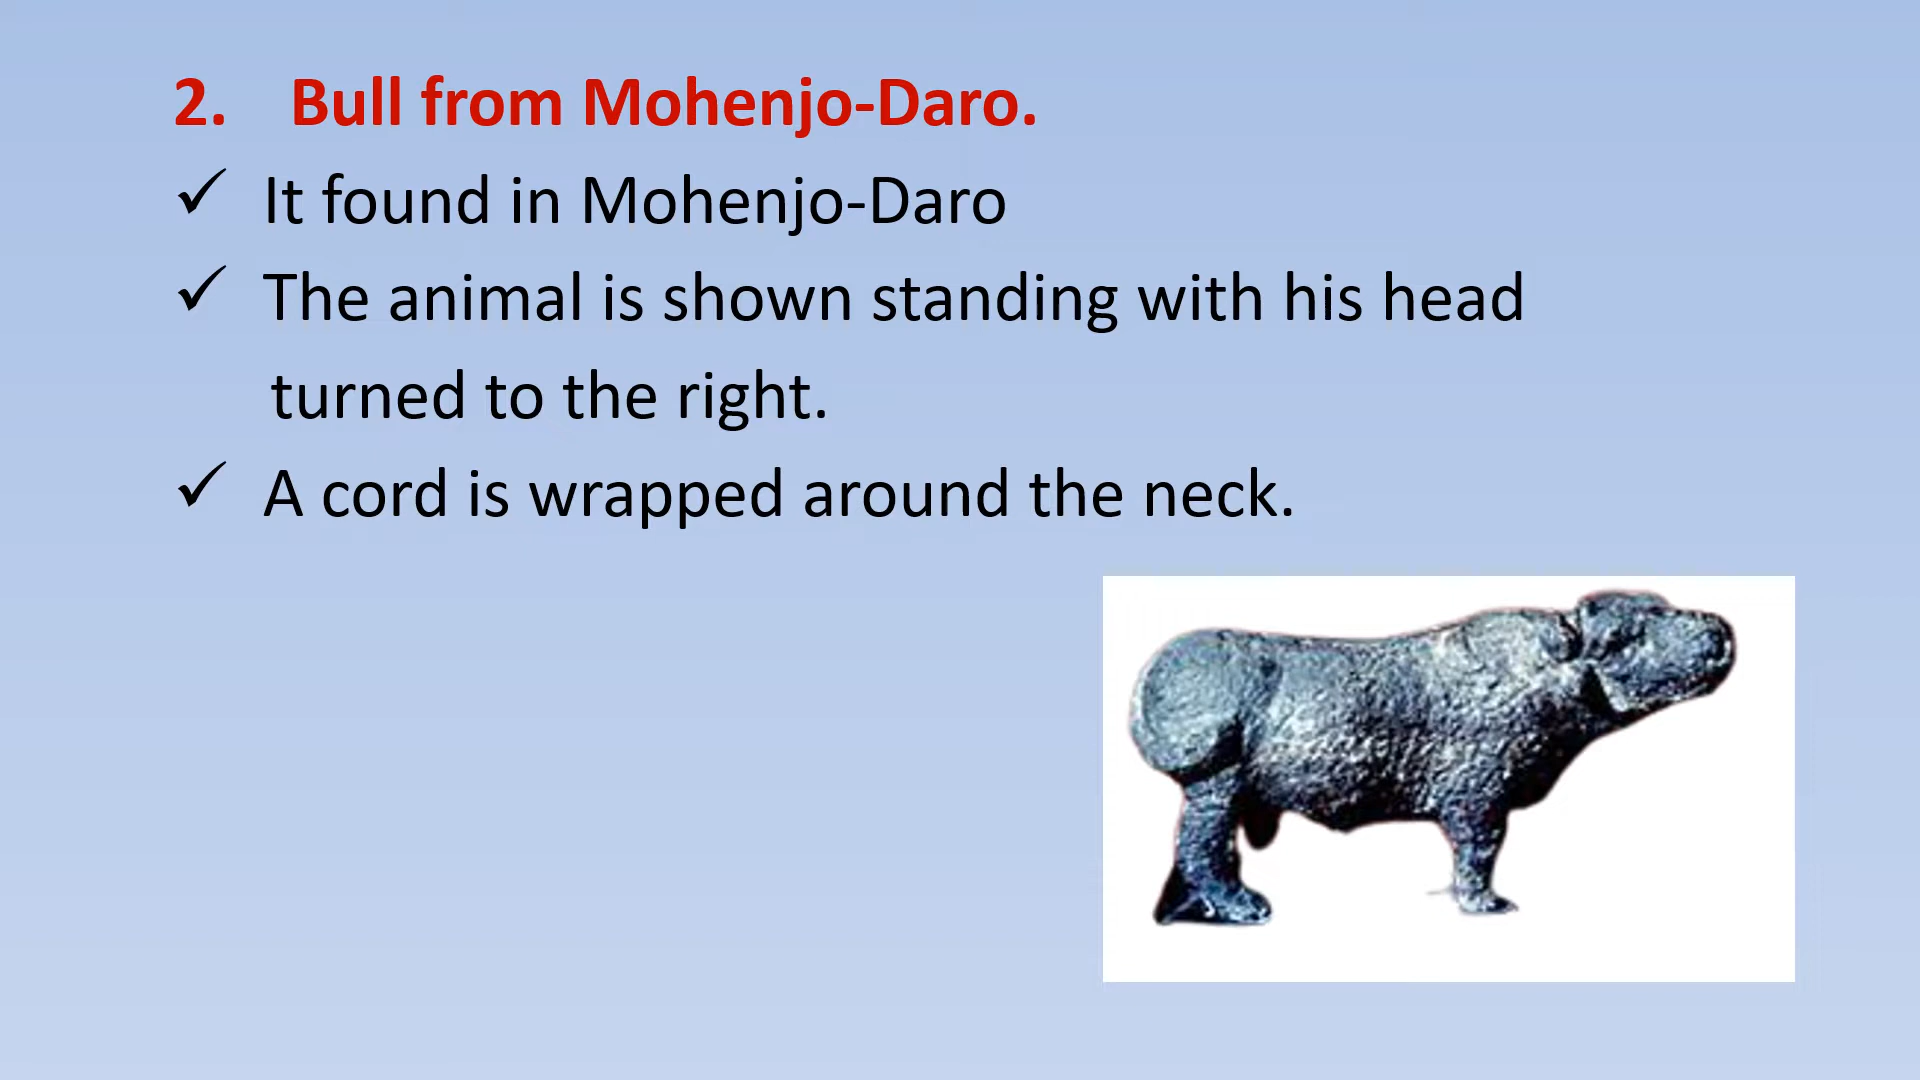 2. Bull from Mohenjo-Daro.
✓ It found in Mohenjo-Daro
✓ The animal is shown standing with his head
turned to the right.
✓ A cord is wrapped around the neck.